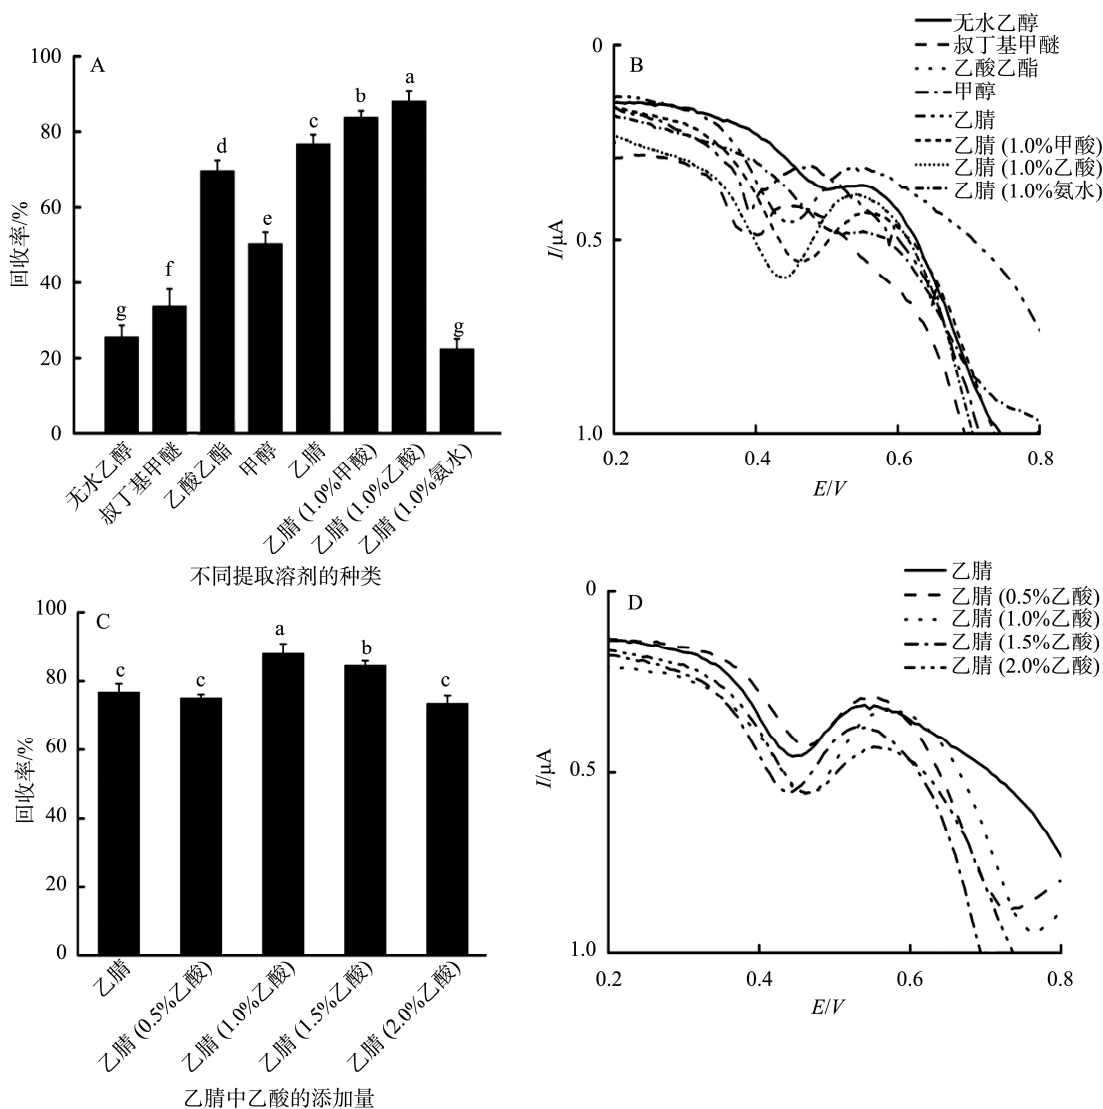 A
100
80
60
40
20
0
回收率/%
g
f
d
e
c
b
a
g
无水乙醇
叔丁基甲醚
乙酸乙酯
甲醇
乙腈
乙腈 (1.0%甲酸)
乙腈 (1.0%乙酸)
乙腈 (1.0%氨水)
不同提取溶剂的种类
B
无水乙醇
叔丁基甲醚
乙酸乙酯
甲醇
乙腈
乙腈 (1.0%甲酸)
乙腈 (1.0%乙酸)
乙腈 (1.0%氨水)
0
0.5
1.0
I/μA
0.2
0.4
0.6
0.8
E/V
C
100
80
60
40
20
0
回收率/%
c
c
a
b
c
乙腈
乙腈 (0.5%乙酸)
乙腈 (1.0%乙酸)
乙腈 (1.5%乙酸)
乙腈 (2.0%乙酸)
乙腈中乙酸的添加量
D
乙腈
乙腈 (0.5%乙酸)
乙腈 (1.0%乙酸)
乙腈 (1.5%乙酸)
乙腈 (2.0%乙酸)
0
0.5
1.0
I/μA
0.2
0.4
0.6
0.8
E/V